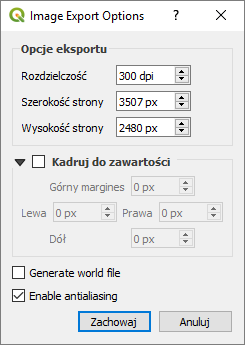 Image Export Options
Opcje eksportu
Rozdzielczość 300 dpi
Szerokość strony 3507 px
Wysokość strony 2480 px
Kadruj do zawartości
Górny margines 0 px
Lewa 0 px Prawa 0 px
Dół 0 px
Generate world file
Enable antialiasing
Zachowaj Anuluj